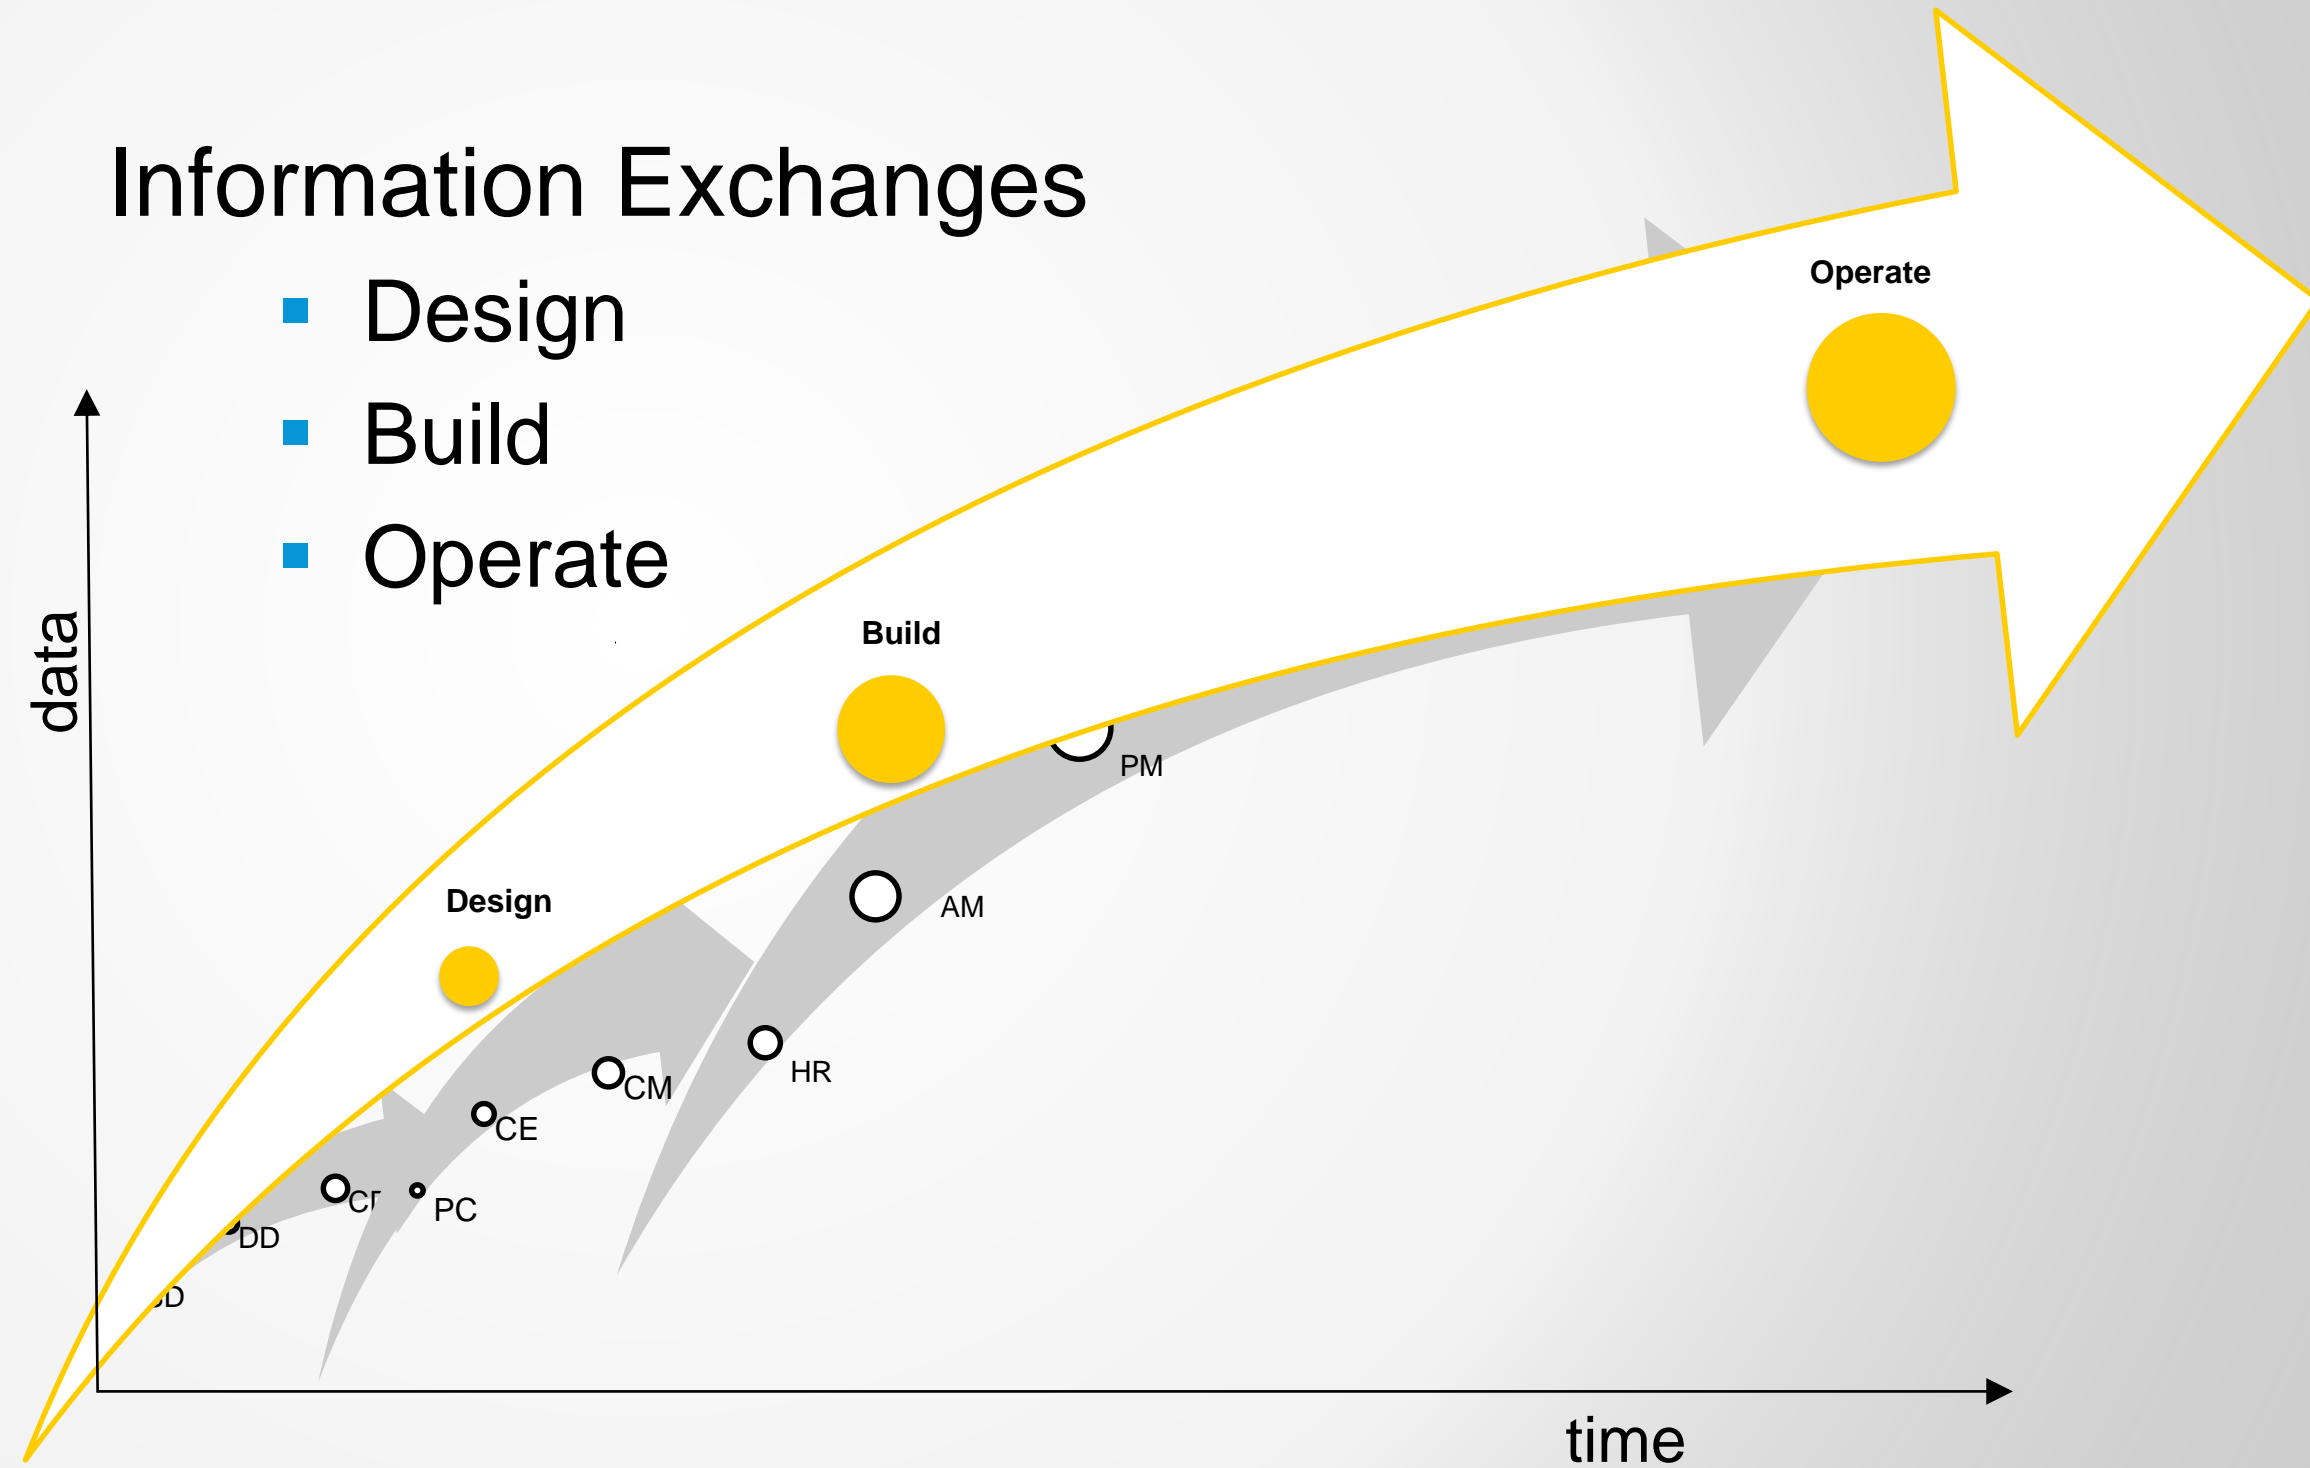 Information Exchanges
Design
Build
Operate
data
Operate
Build
PM
Design
AM
HR
CM
CE
PC
DD
time